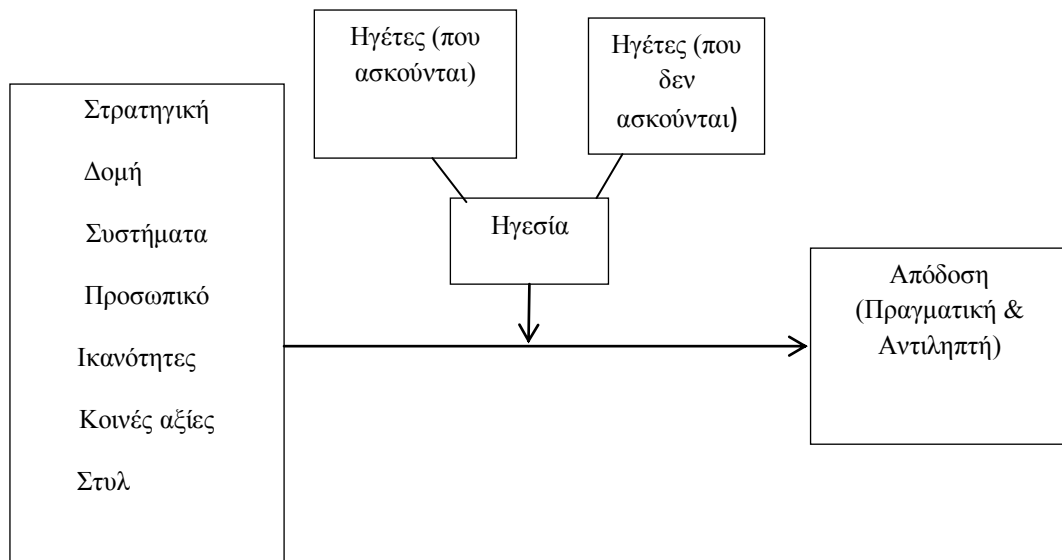 Ηγέτες (που
ασκούνται)
Ηγέτες (που
δεν
ασκούνται)
Στρατηγική
Δομή
Συστήματα
Προσωπικό
Ικανότητες
Κοινές αξίες
Στυλ
Ηγεσία
Απόδοση
(Πραγματική &
Αντιληπτή)